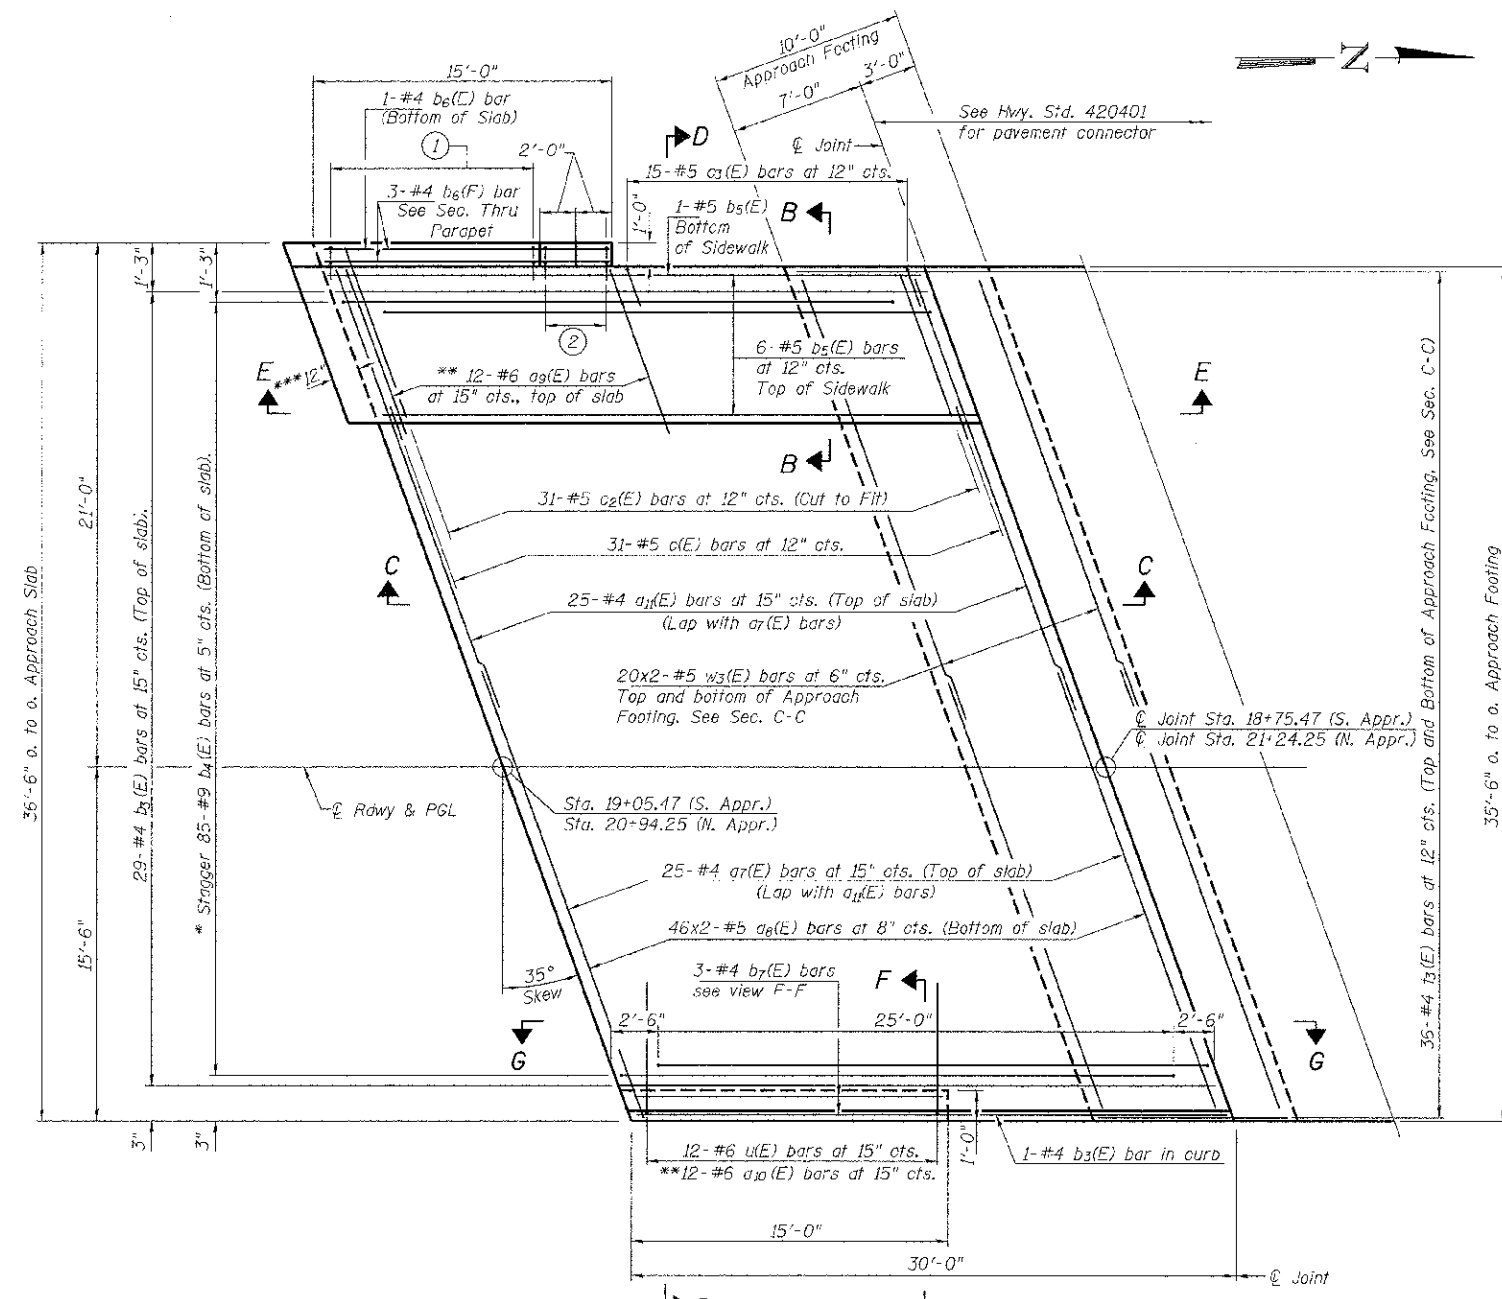 10'-0"
Approach Footing
3'-0"
7'-0"
N
15'-0"
1-#4 b6(E) bar
(Bottom of Slab)
1
2'-0"
D
See Hwy. Std. 420401
for pavement connector
℄ Joint
15-#5 c3(E) bars at 12" cts.
3-#4 b6(E) bar
See Sec. Thru
Parapet
1'-0"
1-#5 b5(E)
Bottom
of Sidewalk
B
1'-3"
1'-3"
2
6-#5 b5(E) bars
at 12" cts.
Top of Sidewalk
E
***12"
** 12-#6 a9(E) bars
at 15" cts., top of slab
E
B
31-#5 c2(E) bars at 12" cts. (Cut to Fit)
31-#5 c(E) bars at 12" cts.
C
C
25-#4 a11(E) bars at 15" cts. (Top of slab)
(Lap with a7(E) bars)
20x2-#5 w3(E) bars at 6" cts.
Top and bottom of Approach
Footing. See Sec. C-C
36'-6" o. to o. Approach Slab
21'-0"
15'-6"
29-#4 b3(E) bars at 15" cts. (Top of slab).
* Stagger 85-#9 b4(E) bars at 5" cts. (Bottom of slab).
36-#4 t3(E) bars at 12" cts. (Top and Bottom of Approach Footing, See Sec. C-C)
35'-6" o. to o. Approach Footing
℄ Joint Sta. 18+75.47 (S. Appr.)
℄ Joint Sta. 21+24.25 (N. Appr.)
℄ Rdwy & PGL
Sta. 19+05.47 (S. Appr.)
Sta. 20+94.25 (N. Appr.)
25-#4 a7(E) bars at 15" cts. (Top of slab)
(Lap with a11(E) bars)
46x2-#5 a8(E) bars at 8" cts. (Bottom of slab)
35°
Skew
3-#4 b7(E) bars
see view F-F
F
2'-6"
25'-0"
2'-6"
G
G
3"
3"
12-#6 u(E) bars at 15" cts.
**12-#6 a10(E) bars at 15" cts.
1'-0"
1-#4 b3(E) bar in curb
15'-0"
30'-0"
℄ Joint